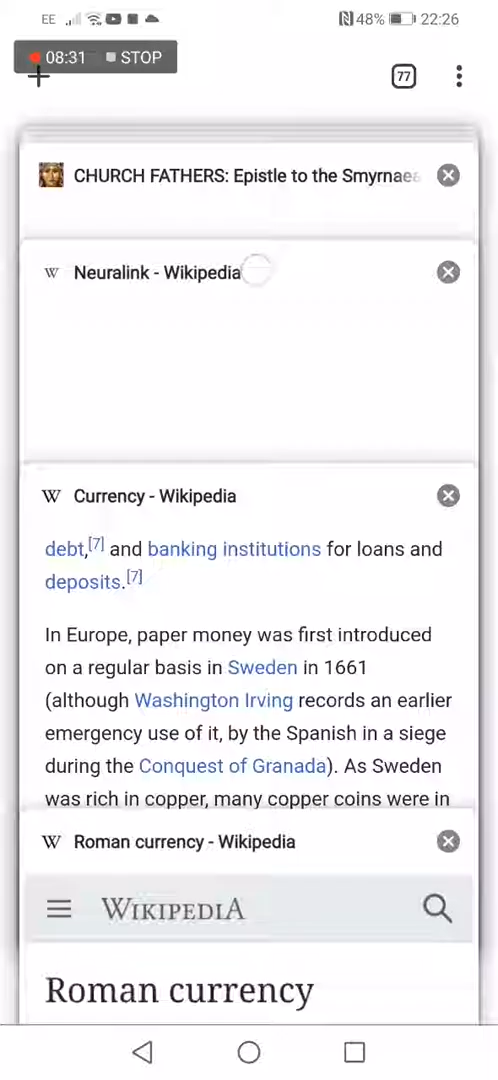 EE 48% 22:26
08:31 STOP
77
CHURCH FATHERS: Epistle to the Smyrnaea
W Neuralink - Wikipedia
W Currency - Wikipedia
debt,[7] and banking institutions for loans and
deposits.[7]
In Europe, paper money was first introduced
on a regular basis in Sweden in 1661
(although Washington Irving records an earlier
emergency use of it, by the Spanish in a siege
during the Conquest of Granada). As Sweden
was rich in copper, many copper coins were in
W Roman currency - Wikipedia
WIKIPEDIA
Roman currency